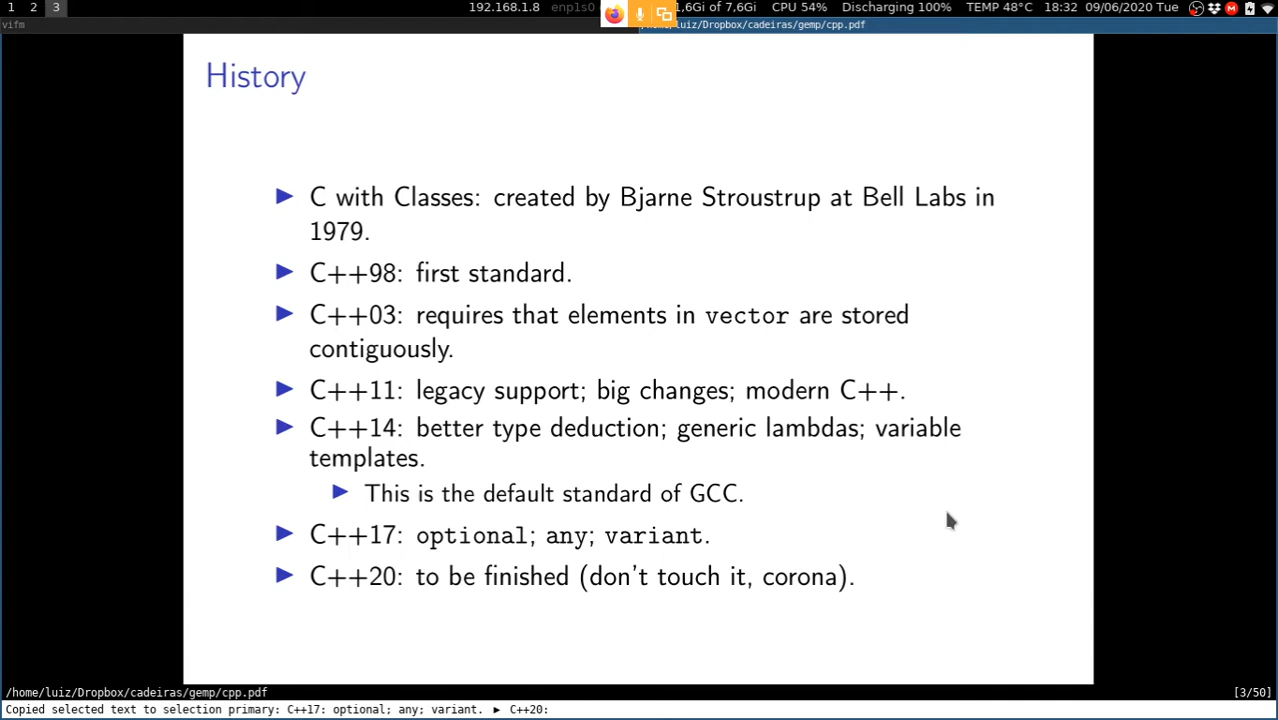 1 2 3 192.168.1.8 enp1s0 1,6Gi of 7,6Gi CPU 54% Discharging 100% TEMP 48°C 18:32 09/06/2020 Tue
vifm /home/luiz/Dropbox/cadeiras/gemp/cpp.pdf
History
▶ C with Classes: created by Bjarne Stroustrup at Bell Labs in
1979.
▶ C++98: first standard.
▶ C++03: requires that elements in vector are stored
contiguously.
▶ C++11: legacy support; big changes; modern C++.
▶ C++14: better type deduction; generic lambdas; variable
templates.
▶ This is the default standard of GCC.
▶ C++17: optional; any; variant.
▶ C++20: to be finished (don't touch it, corona).
/home/luiz/Dropbox/cadeiras/gemp/cpp.pdf [3/50]
Copied selected text to selection primary: C++17: optional; any; variant. ▶ C++20: